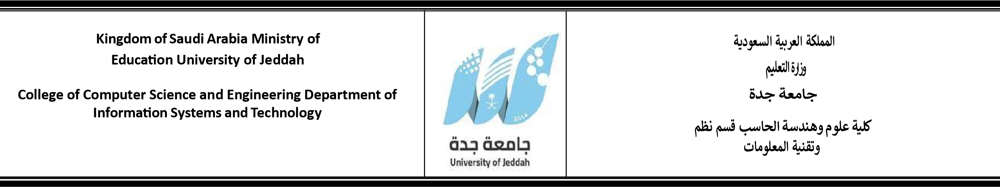 Kingdom of Saudi Arabia Ministry of
Education University of Jeddah
College of Computer Science and Engineering Department of
Information Systems and Technology
2014
جامعة جدة
University of Jeddah
المملكة العربية السعودية
وزارة التعليم
جامعة جدة
كلية علوم وهندسة الحاسب قسم نظم
وتقنية المعلومات